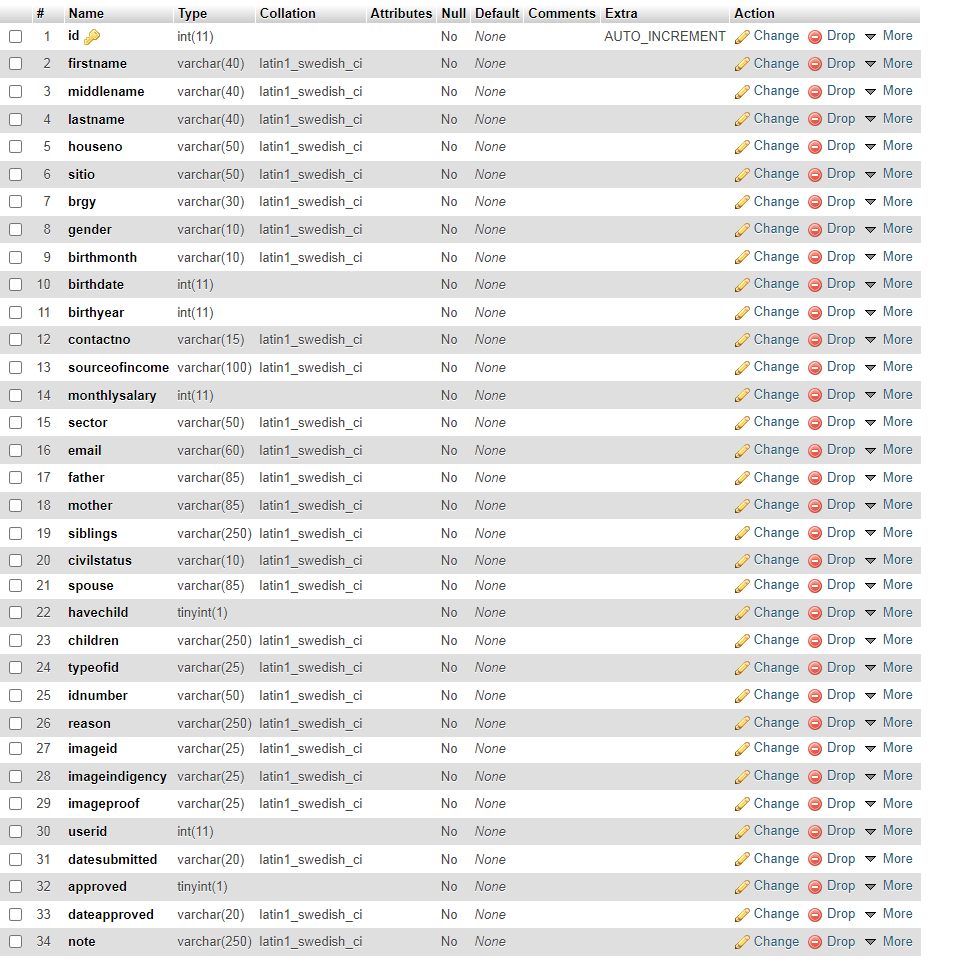 # Name Type Collation Attributes Null Default Comments Extra Action
1 id int(11) No None AUTO_INCREMENT Change Drop More
2 firstname varchar(40) latin1_swedish_ci No None Change Drop More
3 middlename varchar(40) latin1_swedish_ci No None Change Drop More
4 lastname varchar(40) latin1_swedish_ci No None Change Drop More
5 houseno varchar(50) latin1_swedish_ci No None Change Drop More
6 sitio varchar(50) latin1_swedish_ci No None Change Drop More
7 brgy varchar(30) latin1_swedish_ci No None Change Drop More
8 gender varchar(10) latin1_swedish_ci No None Change Drop More
9 birthmonth varchar(10) latin1_swedish_ci No None Change Drop More
10 birthdate int(11) No None Change Drop More
11 birthyear int(11) No None Change Drop More
12 contactno varchar(15) latin1_swedish_ci No None Change Drop More
13 sourceofincome varchar(100) latin1_swedish_ci No None Change Drop More
14 monthlysalary int(11) No None Change Drop More
15 sector varchar(50) latin1_swedish_ci No None Change Drop More
16 email varchar(60) latin1_swedish_ci No None Change Drop More
17 father varchar(85) latin1_swedish_ci No None Change Drop More
18 mother varchar(85) latin1_swedish_ci No None Change Drop More
19 siblings varchar(250) latin1_swedish_ci No None Change Drop More
20 civilstatus varchar(10) latin1_swedish_ci No None Change Drop More
21 spouse varchar(85) latin1_swedish_ci No None Change Drop More
22 havechild tinyint(1) No None Change Drop More
23 children varchar(250) latin1_swedish_ci No None Change Drop More
24 typeofid varchar(25) latin1_swedish_ci No None Change Drop More
25 idnumber varchar(50) latin1_swedish_ci No None Change Drop More
26 reason varchar(250) latin1_swedish_ci No None Change Drop More
27 imageid varchar(25) latin1_swedish_ci No None Change Drop More
28 imageindigency varchar(25) latin1_swedish_ci No None Change Drop More
29 imageproof varchar(25) latin1_swedish_ci No None Change Drop More
30 userid int(11) No None Change Drop More
31 datesubmitted varchar(20) latin1_swedish_ci No None Change Drop More
32 approved tinyint(1) No None Change Drop More
33 dateapproved varchar(20) latin1_swedish_ci No None Change Drop More
34 note varchar(250) latin1_swedish_ci No None Change Drop More